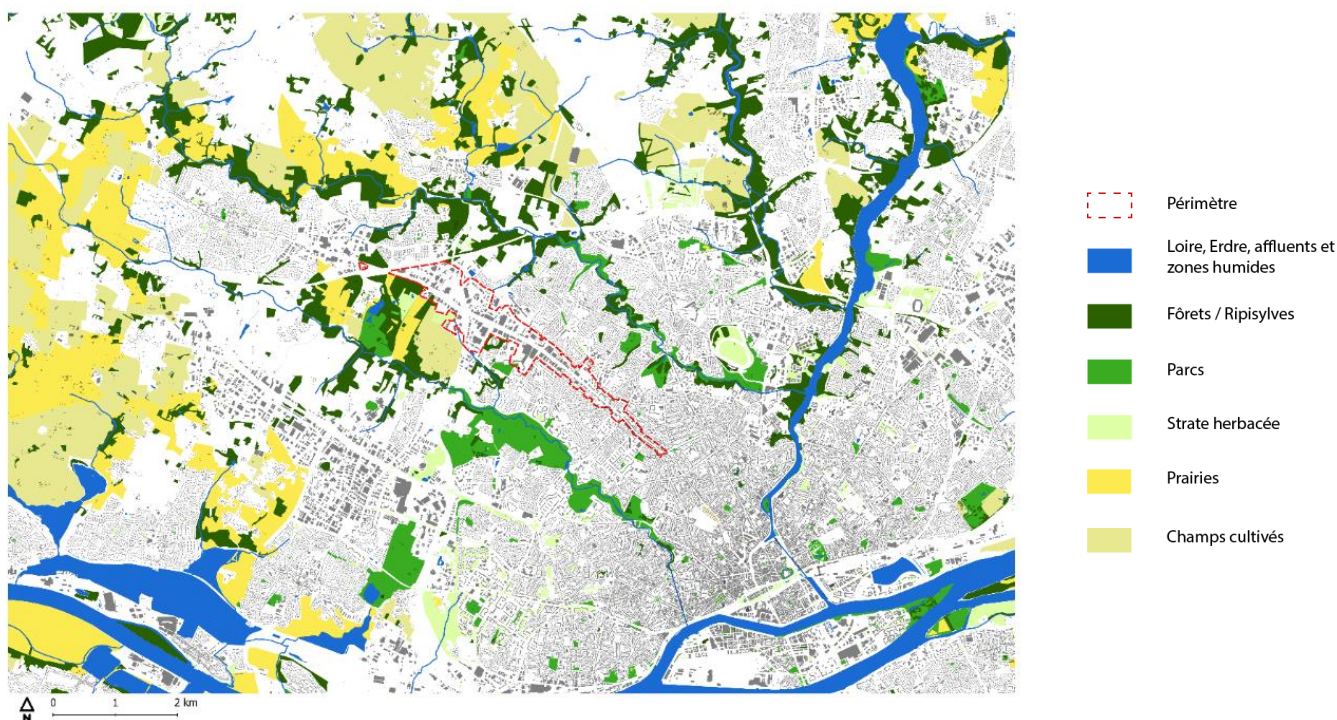 Périmètre
Loire, Erdre, affluents et
zones humides
Fôrets / Ripisylves
Parcs
Strate herbacée
Prairies
Champs cultivés
0 1 2 km
N